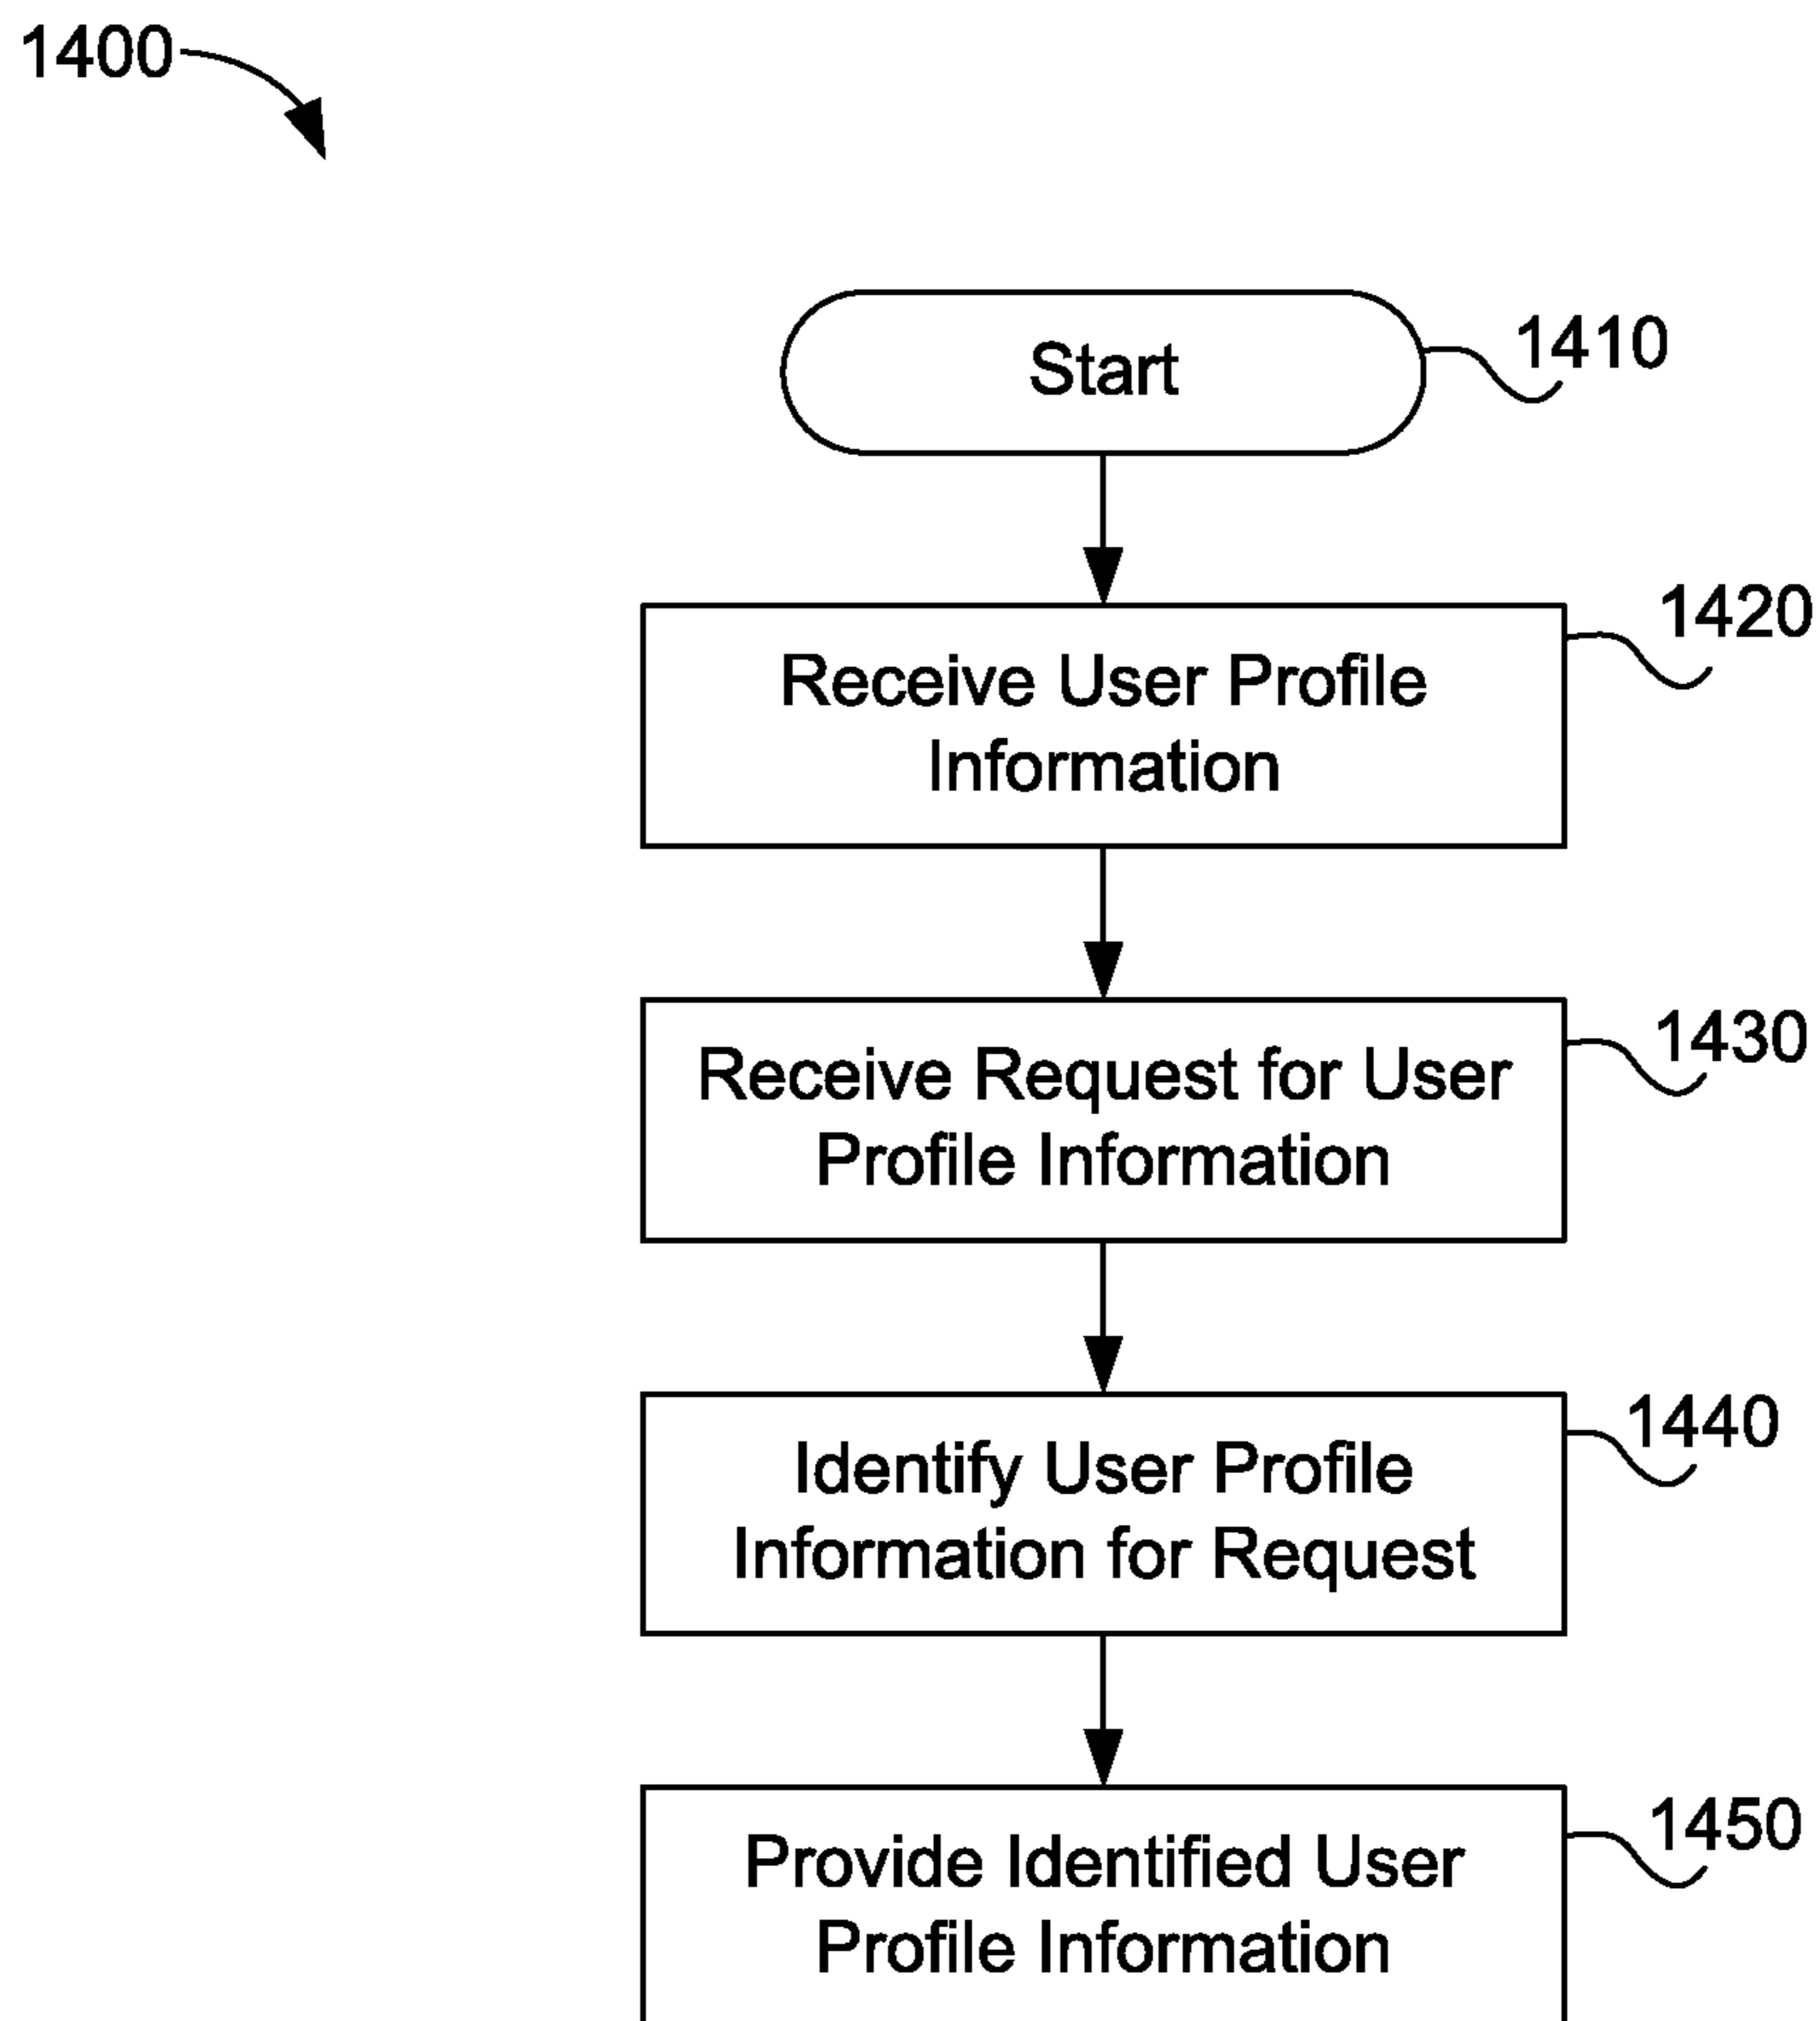 1400
Start
1410
Receive User Profile
Information
1420
Receive Request for User
Profile Information
1430
Identify User Profile
Information for Request
1440
Provide Identified User
Profile Information
1450